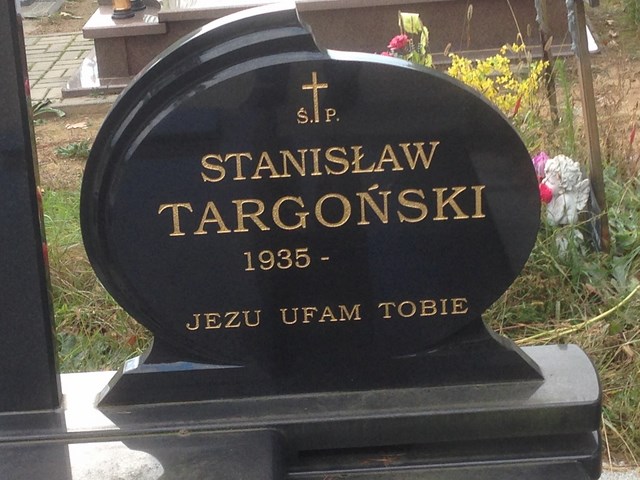 Ś. P.
STANISŁAW
TARGOŃSKI
1935 -
JEZU UFAM TOBIE